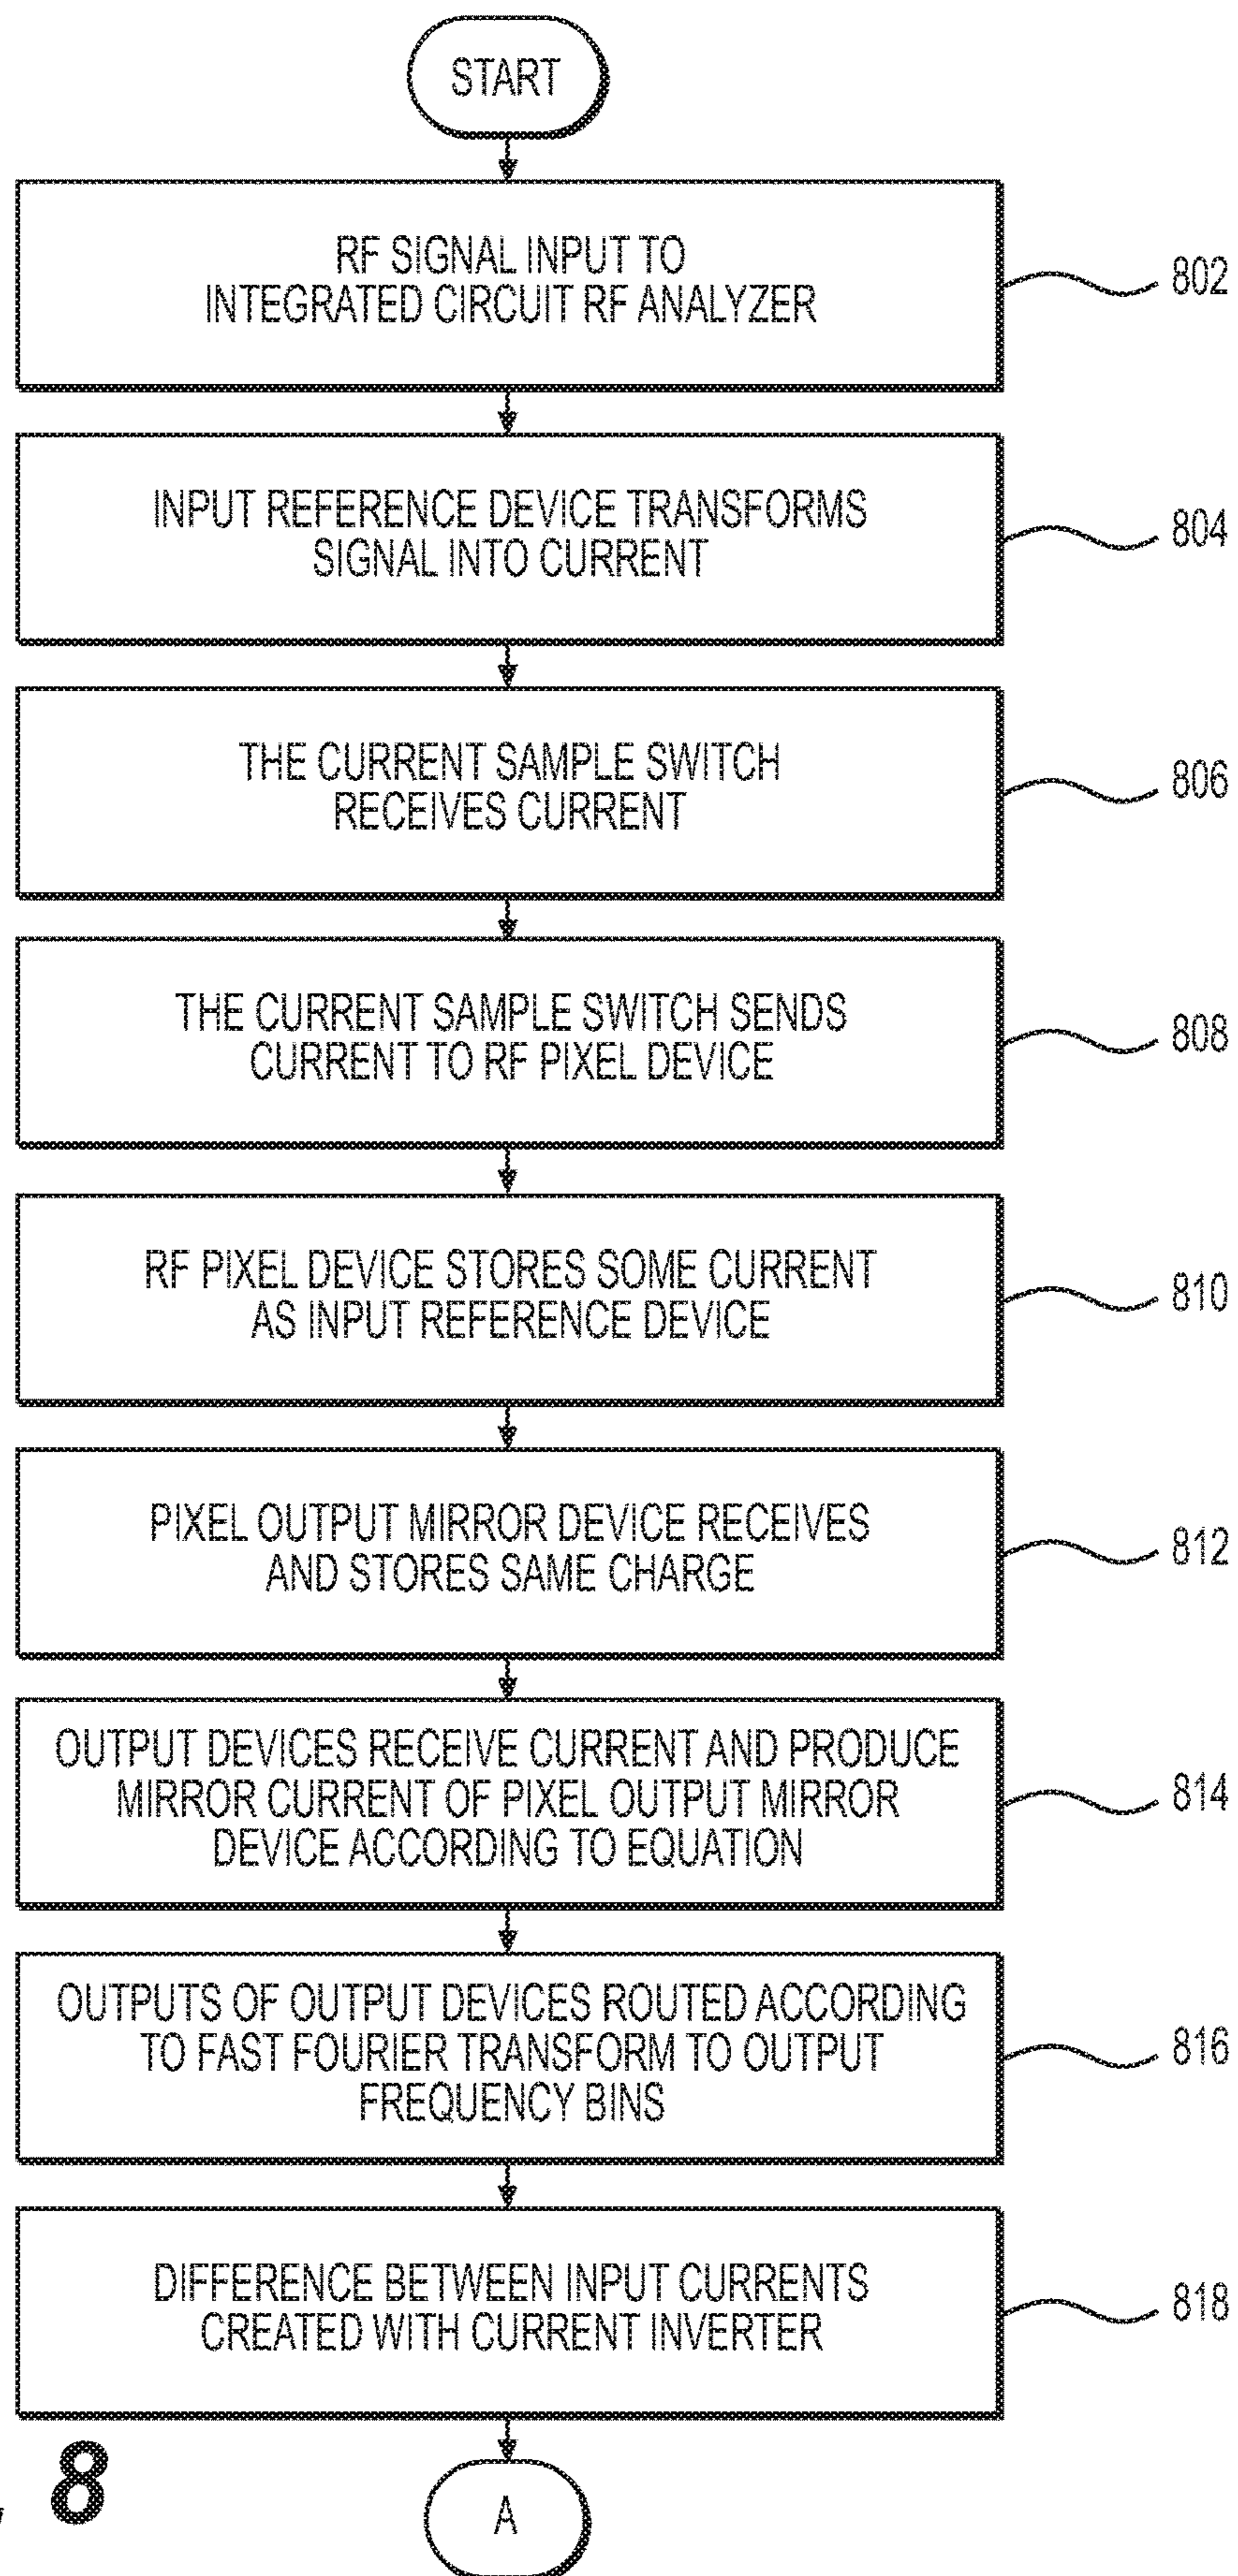 START
RF SIGNAL INPUT TO
INTEGRATED CIRCUIT RF ANALYZER
802
INPUT REFERENCE DEVICE TRANSFORMS
SIGNAL INTO CURRENT
804
THE CURRENT SAMPLE SWITCH
RECEIVES CURRENT
806
THE CURRENT SAMPLE SWITCH SENDS
CURRENT TO RF PIXEL DEVICE
808
RF PIXEL DEVICE STORES SOME CURRENT
AS INPUT REFERENCE DEVICE
810
PIXEL OUTPUT MIRROR DEVICE RECEIVES
AND STORES SAME CHARGE
812
OUTPUT DEVICES RECEIVE CURRENT AND PRODUCE
MIRROR CURRENT OF PIXEL OUTPUT MIRROR
DEVICE ACCORDING TO EQUATION
814
OUTPUTS OF OUTPUT DEVICES ROUTED ACCORDING
TO FAST FOURIER TRANSFORM TO OUTPUT
FREQUENCY BINS
816
DIFFERENCE BETWEEN INPUT CURRENTS
CREATED WITH CURRENT INVERTER
818
8
A